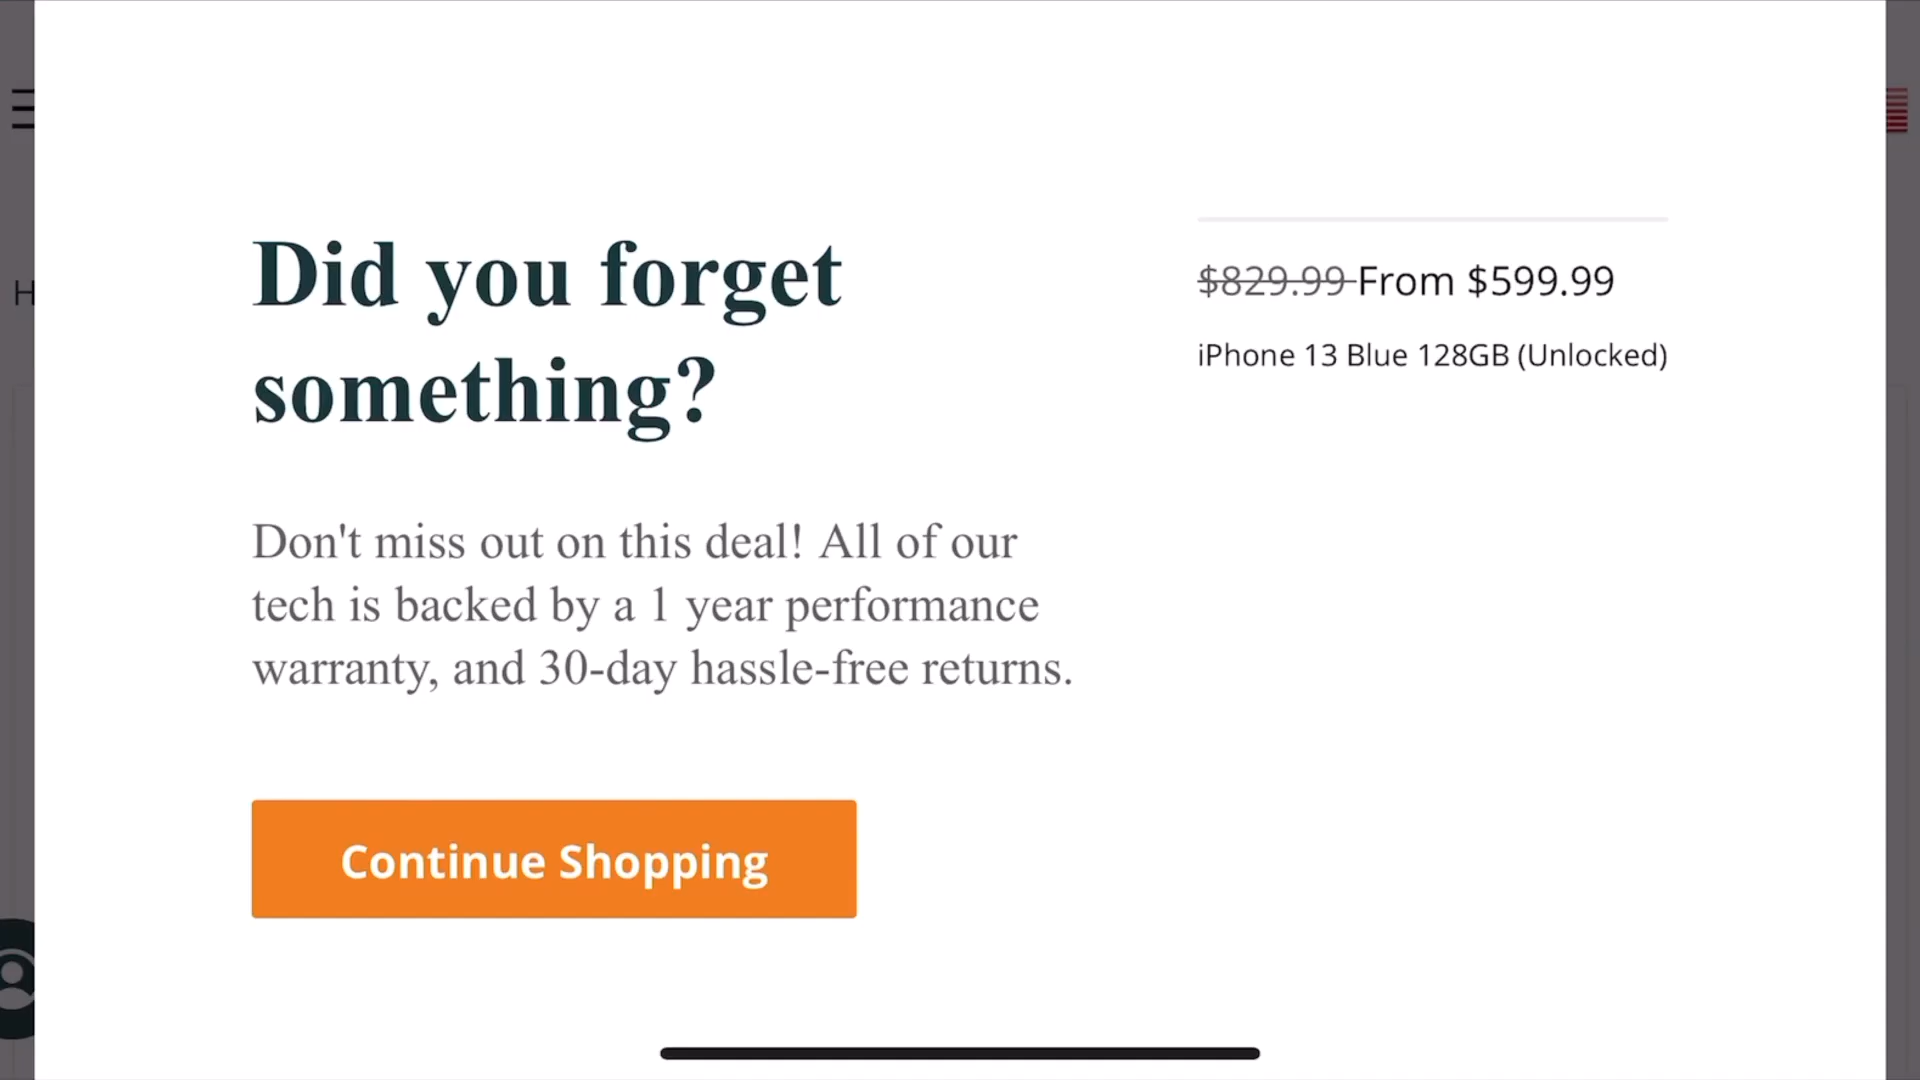 Did you forget
something?
Don't miss out on this deal! All of our
tech is backed by a 1 year performance
warranty, and 30-day hassle-free returns.
Continue Shopping
$829.99 From $599.99
iPhone 13 Blue 128GB (Unlocked)
H